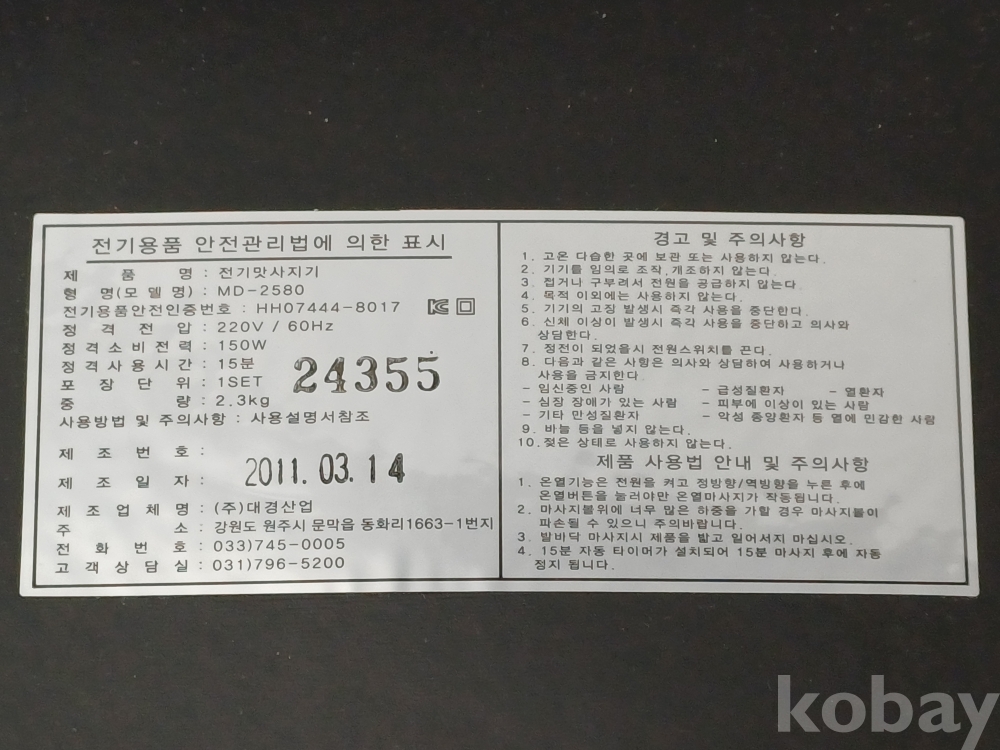 전기용품 안전관리법에 의한 표시
제 품 명 : 전기맛사지기
형 명(모 델 명) : MD-2580
전기용품안전인증번호 : HH07444-8017
정 격 전 압 : 220V / 60Hz
정 격 소 비 전 력 : 150W
정 격 사 용 시 간 : 15분
포 장 단 위 : 1SET
24355
중 량 : 2.3kg
사용방법 및 주의사항 : 사용설명서참조
제 조 번 호 :
제 조 일 자 : 2011.03.14
제 조 업 체 명 : (주)대경산업
주 소 : 강원도 원주시 문막읍 동화리1663-1번지
전 화 번 호 : 033)745-0005
고 객 상 담 실 : 031)796-5200
경고 및 주의사항
1. 고온 다습한 곳에 보관 또는 사용하지 않는다.
2. 기기를 임의로 조작,개조하지 않는다.
3. 접거나 구부려서 전원을 공급하지 않는다.
4. 목적 이외에는 사용하지 않는다.
5. 기기의 고장 발생시 즉각 사용을 중단한다.
6. 신체 이상이 발생시 즉각 사용을 중단하고 의사와
상담한다.
7. 정전이 되었을시 전원스위치를 끈다.
8. 다음과 같은 사항은 의사와 상담하여 사용하거나
사용을 금지한다.
- 임신중인 사람 - 급성질환자 - 열환자
- 심장 장애가 있는 사람 - 피부에 이상이 있는 사람
- 기타 만성질환자 - 악성 종양환자 등 열에 민감한 사람
9. 바늘 등을 넣지 않는다.
10. 젖은 상태로 사용하지 않는다.
제품 사용법 안내 및 주의사항
1. 온열기능은 전원을 켜고 정방향/역방향을 누른 후에
온열버튼을 눌러야만 온열마사지가 작동됩니다.
2. 마사지볼위에 너무 많은 하중을 가할 경우 마사지볼이
파손될 수 있으니 주의바랍니다.
3. 발바닥 마사지시 제품을 밟고 일어서지 마십시오.
4. 15분 자동 타이머가 설치되어 15분 마사지 후에 자동
정지 됩니다.
kobay